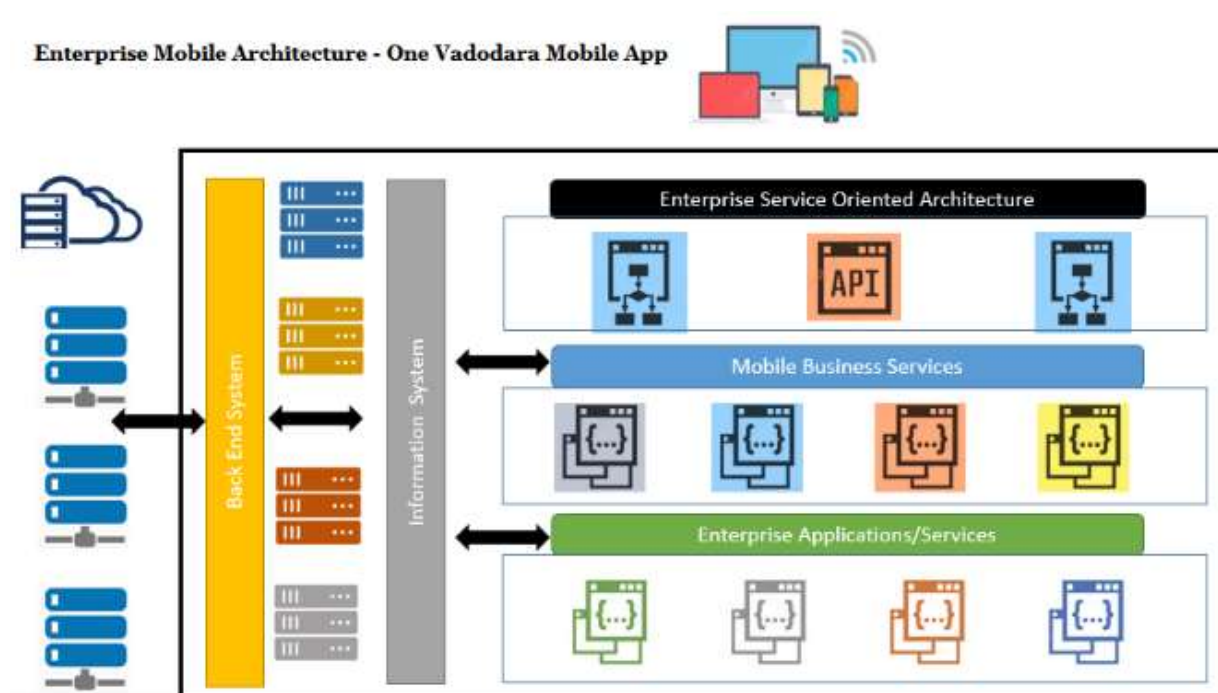 Enterprise Mobile Architecture - One Vadodara Mobile App
Back End System
Information System
Enterprise Service Oriented Architecture
API
Mobile Business Services
{...}
{...}
{...}
{...}
Enterprise Applications/Services
{...}
{...}
{...}
{...}